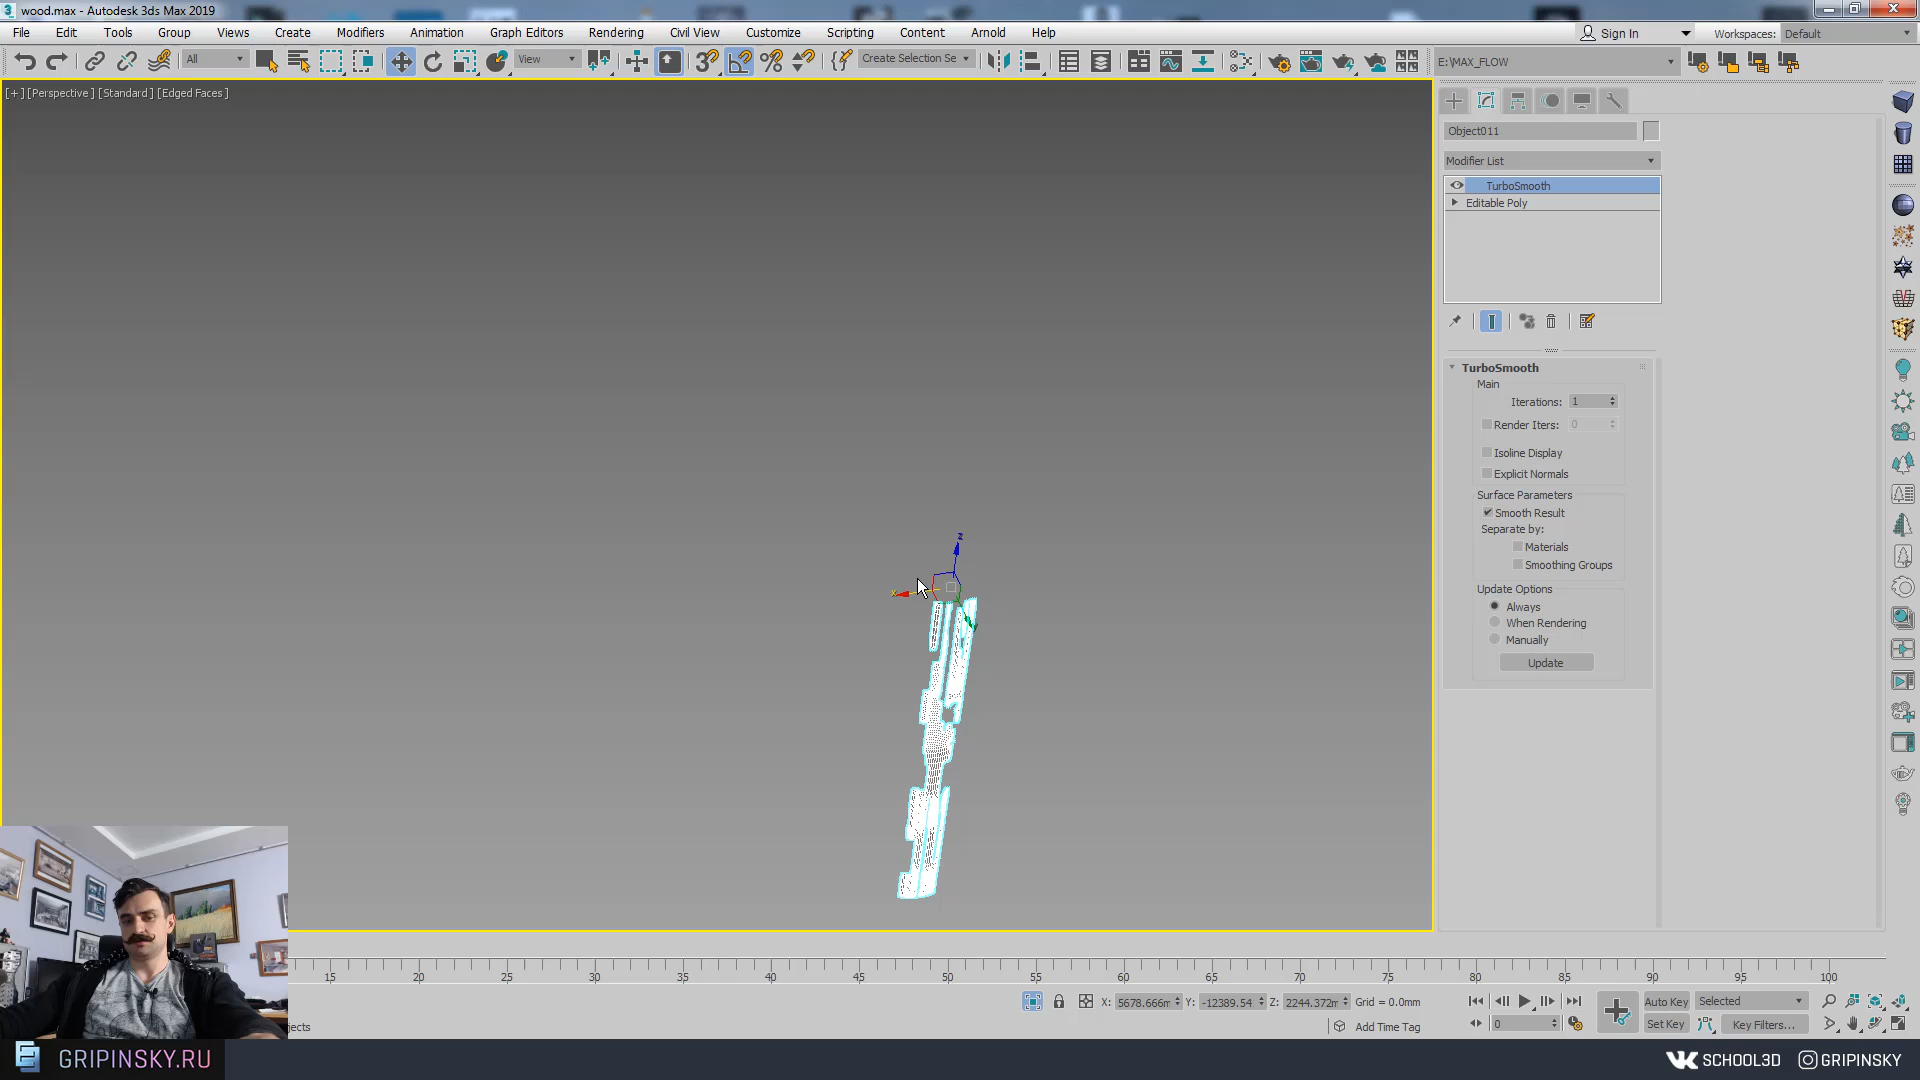 wood.max - Autodesk 3ds Max 2019
File Edit Tools Group Views Create Modifiers Animation Graph Editors Rendering Civil View Customize Scripting Content Arnold Help
Sign In Workspaces: Default
All View Create Selection Se E:\MAX_FLOW
[+] [Perspective] [Standard] [Edged Faces]
Object011
Modifier List
TurboSmooth
Editable Poly
TurboSmooth
Main
Iterations: 1
Render Iters: 0
Isoline Display
Explicit Normals
Surface Parameters
Smooth Result
Separate by:
Materials
Smoothing Groups
Update Options
Always
When Rendering
Manually
Update
z
x
15 20 25 30 35 40 45 50 55 60 65 70 75 80 85 90 95 100
X: 5678.666m Y: -12389.54 Z: 2244.372m Grid = 0.0mm
Auto Key Selected
jects
Add Time Tag
0
Set Key Key Filters...
GRIPINSKY.RU
SCHOOL3D GRIPINSKY